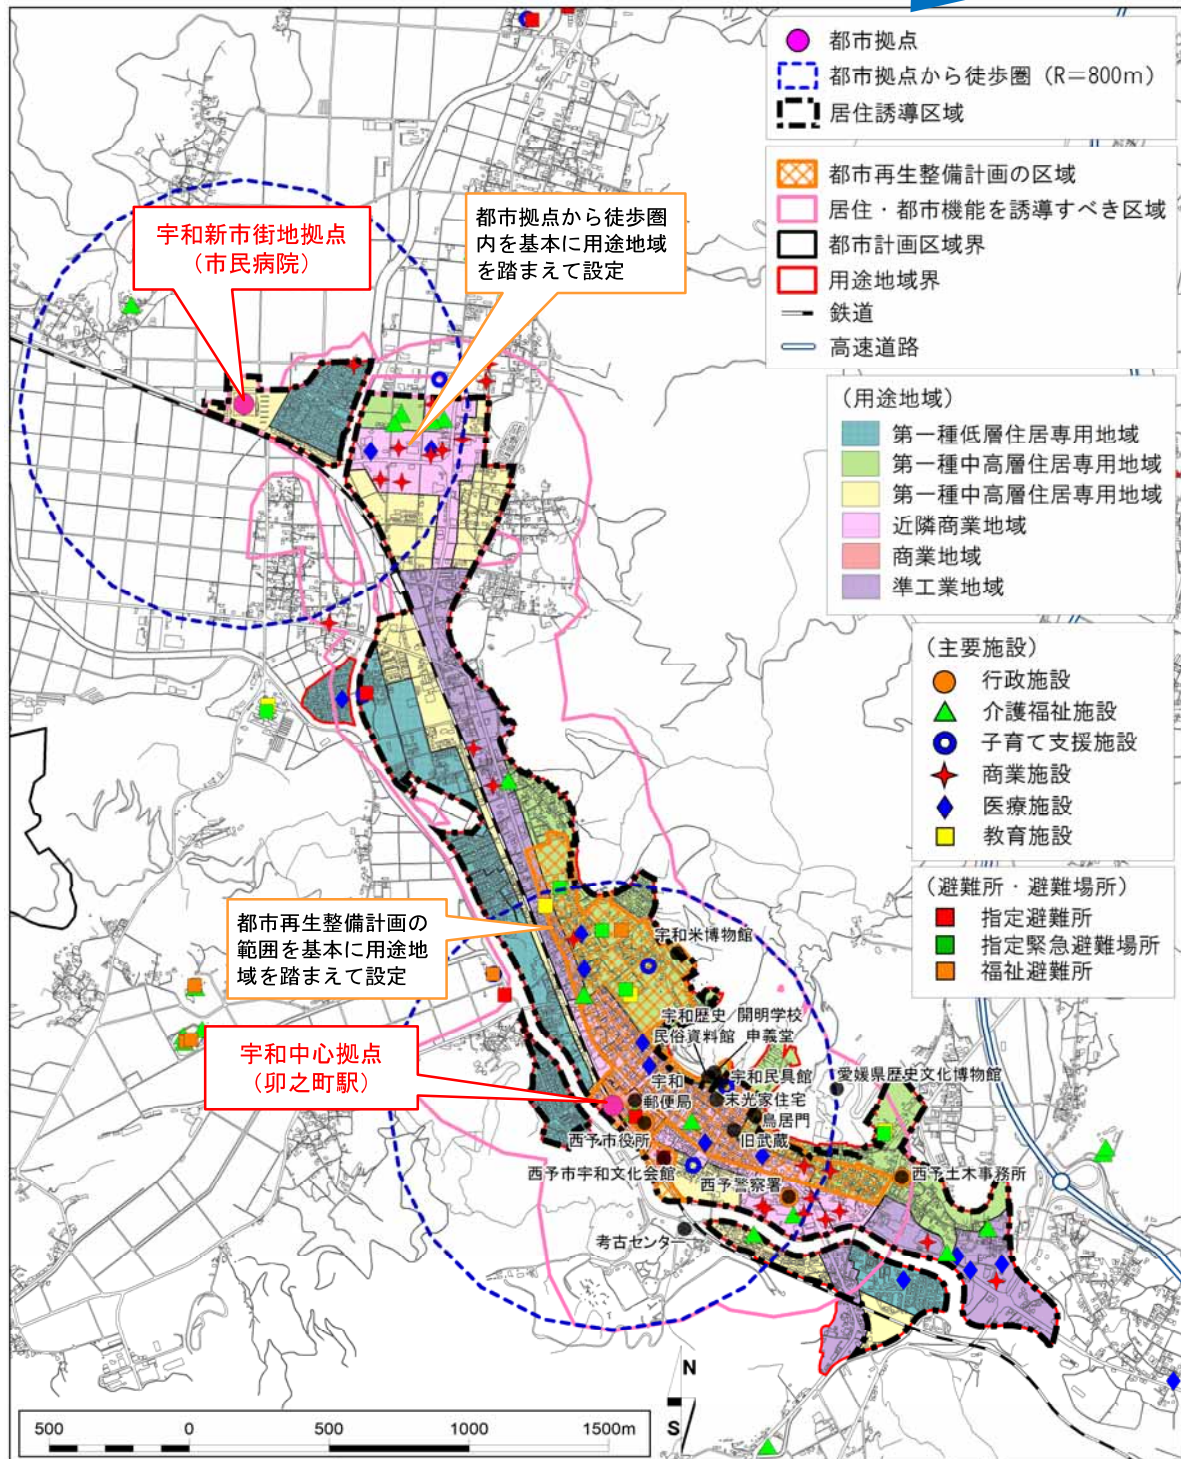 都市拠点
都市拠点から徒歩圏（R=800m）
居住誘導区域
都市再生整備計画の区域
居住・都市機能を誘導すべき区域
都市計画区域界
用途地域界
鉄道
高速道路
（用途地域）
第一種低層住居専用地域
第一種中高層住居専用地域
第一種中高層住居専用地域
近隣商業地域
商業地域
準工業地域
（主要施設）
行政施設
介護福祉施設
子育て支援施設
商業施設
医療施設
教育施設
（避難所・避難場所）
指定避難所
指定緊急避難場所
福祉避難所
宇和新市街地拠点
（市民病院）
都市拠点から徒歩圏
内を基本に用途地域
を踏まえて設定
都市再生整備計画の
範囲を基本に用途地
域を踏まえて設定
宇和中心拠点
（卯之町駅）
宇和米博物館
宇和歴史
民俗資料館
開明学校
申義堂
宇和民具館
愛媛県歴史文化博物館
宇和
郵便局
末光家住宅
鳥居門
旧武蔵
西予市役所
西予市宇和文化会館
西予警察署
西予土木事務所
考古センター
N
S
500
0
500
1000
1500m